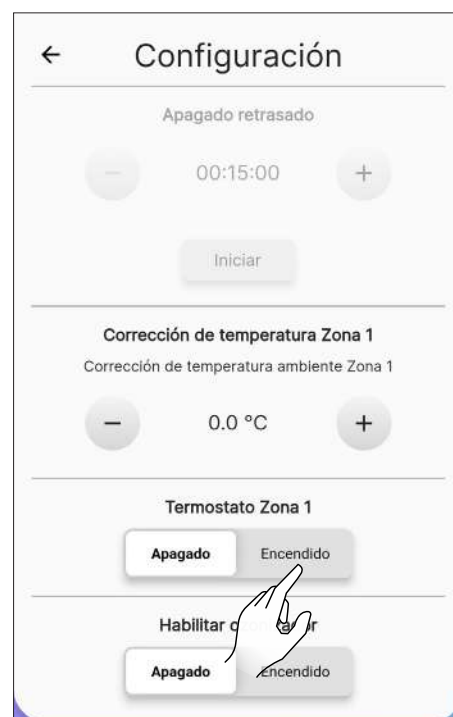 Configuración
Apagado retrasado
00:15:00
Iniciar
Corrección de temperatura Zona 1
Corrección de temperatura ambiente Zona 1
0.0 °C
Termostato Zona 1
Apagado Encendido
Habilitar
Apagado Encendido